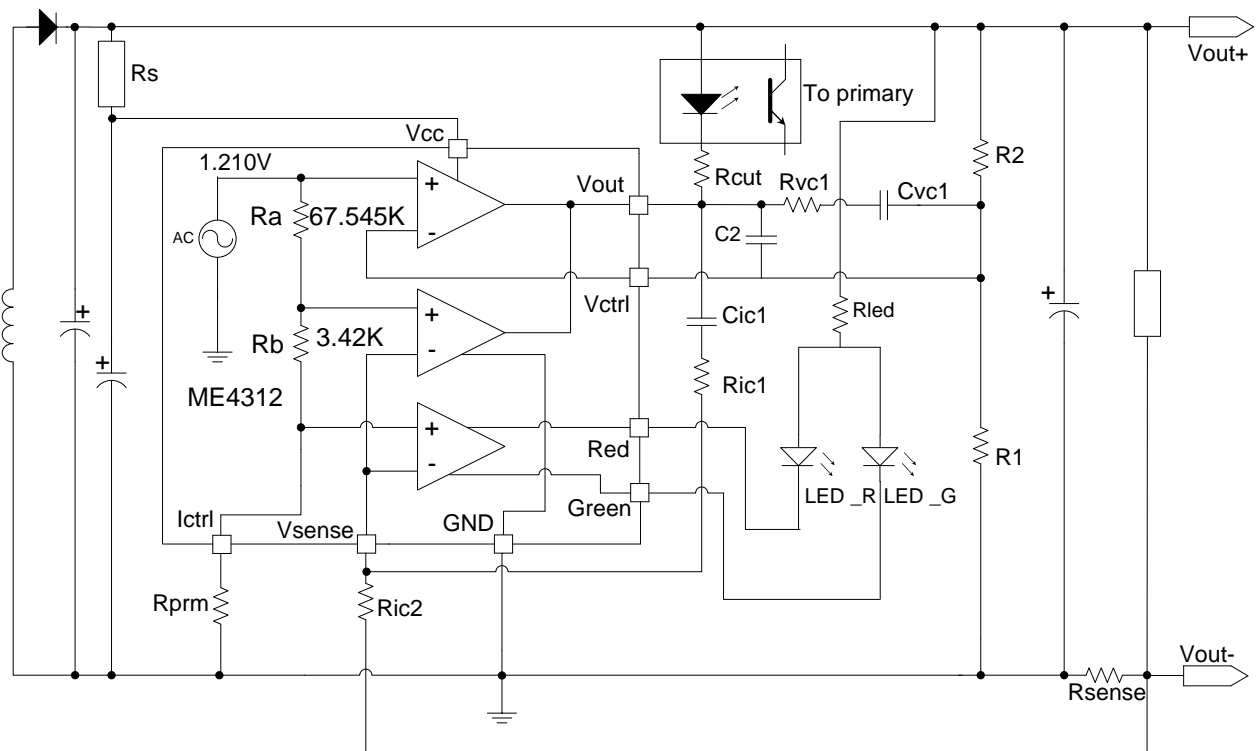 Vout+
Rs
To primary
Vcc
1.210V
Vout
Rcut
Rvc1
Cvc1
R2
Ra
67.545K
+
-
AC
C2
Vctrl
+
+
Rb
3.42K
+
-
Cic1
Rled
+
ME4312
Ric1
+
-
Red
R1
LED _R
LED _G
Ictrl
Vsense
GND
Green
Rprm
Ric2
Vout-
Rsense